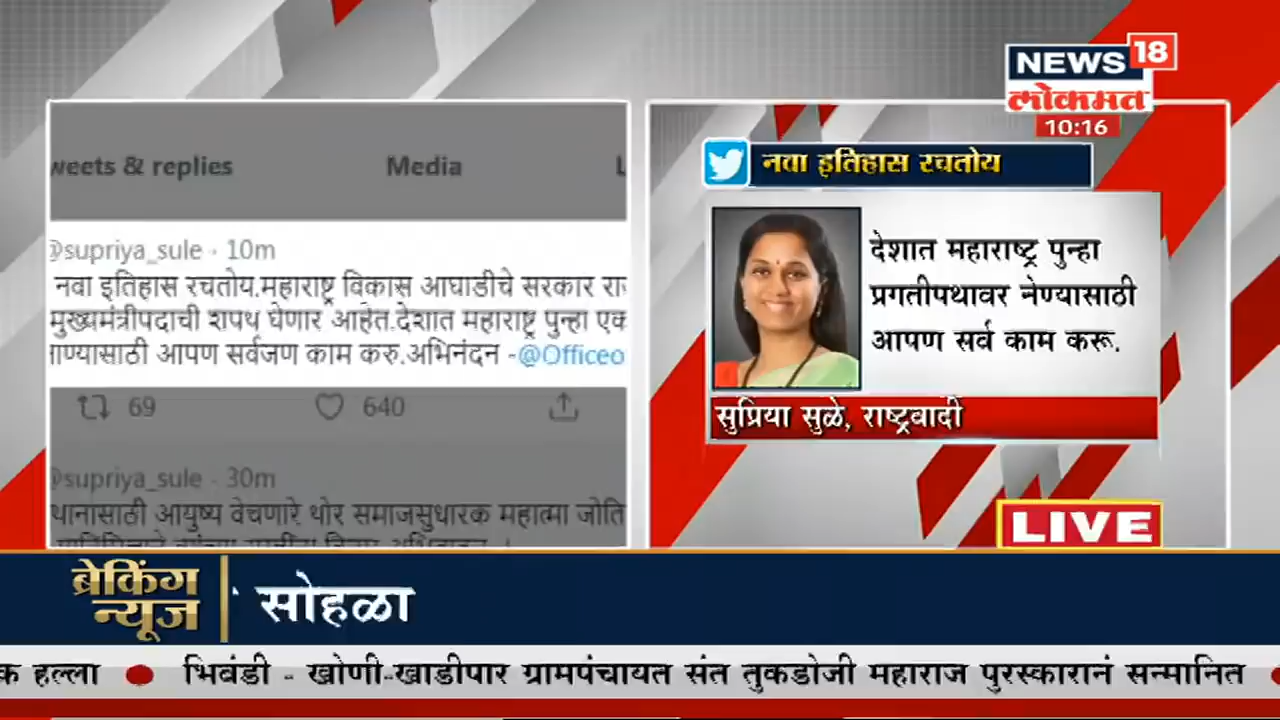 NEWS 18
लोकमत
10:16
weets & replies Media
@supriya_sule · 10m
नवा इतिहास रचतोय.महाराष्ट्र विकास आघाडीचे सरकार
मुख्यमंत्रीपदाची शपथ घेणार आहेत.देशात महाराष्ट्र पुन्हा
आपण सर्वजण काम करु.अभिनंदन -@Officeo
69 640
@supriya_sule · 30m
आयुष्य वेचणारे थोर समाजसुधारक महात्मा
नवा इतिहास रचतोय
देशात महाराष्ट्र पुन्हा
प्रगतीपथावर नेण्यासाठी
आपण सर्व काम करू.
सुप्रिया सुळे, राष्ट्रवादी
LIVE
ब्रेकिंग
न्यूज
सोहळा
क हल्ला ● भिवंडी - खोणी-खाडीपार ग्रामपंचायत संत तुकडोजी महाराज पुरस्कारानं सन्मानित